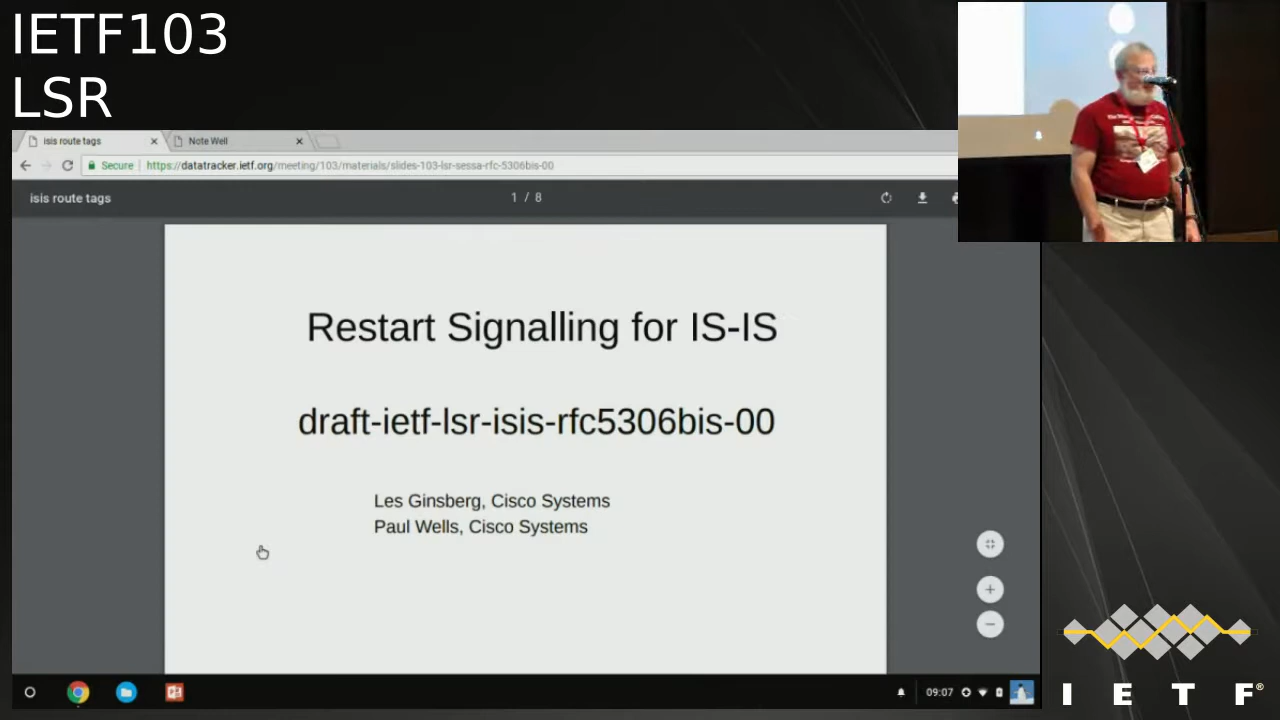 IETF103
LSR
isis route tags
Note Well
Secure
https://datatracker.ietf.org/meeting/103/materials/slides-103-lsr-sessa-rfc-5306bis-00
isis route tags
1 / 8
Restart Signalling for IS-IS
draft-ietf-lsr-isis-rfc5306bis-00
Les Ginsberg, Cisco Systems
Paul Wells, Cisco Systems
09:07
I E T F®